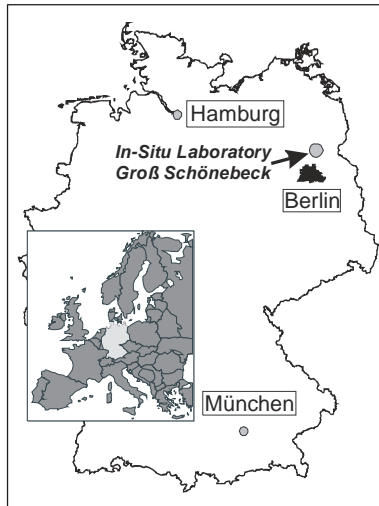 Hamburg
In-Situ Laboratory
Groß Schönebeck
Berlin
München